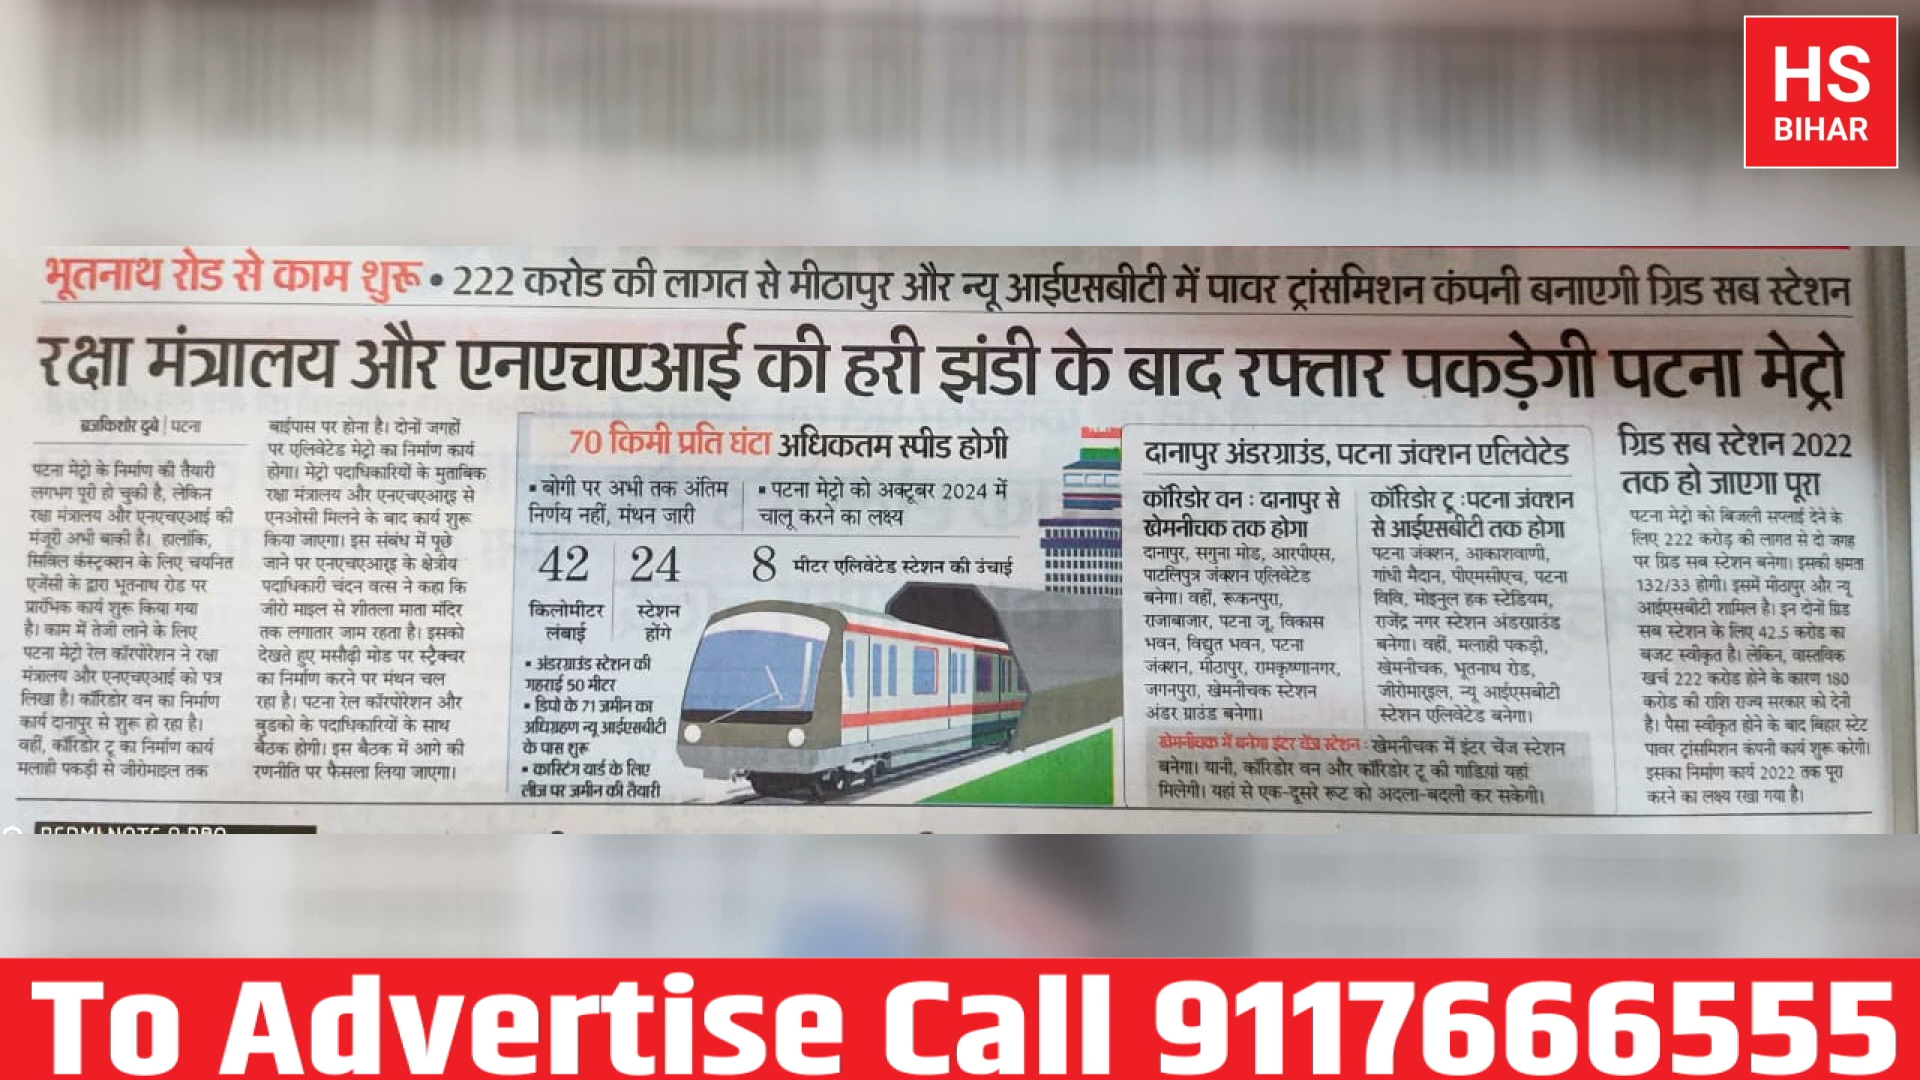 HS
BIHAR
भूतनाथ रोड से काम शुरू • 222 करोड की लागत से मीठापुर और न्यू आईएसबीटी में पावर ट्रांसमिशन कंपनी बनाएगी ग्रिड सब स्टेशन
रक्षा मंत्रालय और एनएचएआई की हरी झंडी के बाद रफ्तार पकड़ेगी पटना मेट्रो
ब्रजकिशोर दुबे | पटना
पटना मेट्रो के निर्माण की तैयारी
लगभग पूरी हो चुकी है, लेकिन
रक्षा मंत्रालय और एनएचएआई की
मंजूरी अभी बाकी है। हालांकि,
सिविल कंस्ट्रक्शन के लिए चयनित
एजेंसी के द्वारा भूतनाथ रोड पर
प्रारंभिक कार्य शुरू किया गया
है। काम में तेजी लाने के लिए
पटना मेट्रो रेल कॉरपोरेशन ने रक्षा
मंत्रालय और एनएचएआई को पत्र
लिखा है। कॉरिडोर वन का निर्माण
कार्य दानापुर से शुरू हो रहा है।
वहीं, कॉरिडोर टू का निर्माण कार्य
मलाही पकड़ी से जीरोमाइल तक
बाईपास पर होना है। दोनों जगहों
पर एलिवेटेड मेट्रो का निर्माण कार्य
होगा। मेट्रो पदाधिकारियों के मुताबिक
रक्षा मंत्रालय और एनएचएआइ से
एनओसी मिलने के बाद कार्य शुरू
किया जाएगा। इस संबंध में पूछे
जाने पर एनएचएआइ के क्षेत्रीय
पदाधिकारी चंदन वत्स ने कहा कि
जीरो माइल से शीतला माता मंदिर
तक लगातार जाम रहता है। इसको
देखते हुए मसौढ़ी मोड पर स्ट्रैक्चर
का निर्माण करने पर मंथन चल
रहा है। पटना रेल कॉरपोरेशन और
बुडको के पदाधिकारियों के साथ
बैठक होगी। इस बैठक में आगे की
रणनीति पर फैसला लिया जाएगा।
70 किमी प्रति घंटा अधिकतम स्पीड होगी
• बोगी पर अभी तक अंतिम
निर्णय नहीं, मंथन जारी
• पटना मेट्रो को अक्टूबर 2024 में
चालू करने का लक्ष्य
42
किलोमीटर
लंबाई
24
स्टेशन
होंगे
8 मीटर एलिवेटेड स्टेशन की उंचाई
• अंडरग्राउंड स्टेशन की
गहराई 50 मीटर
• डिपो के 71 जमीन का
अधिग्रहण न्यू आईएसबीटी
के पास शुरू
• कास्टिंग यार्ड के लिए
लीज पर जमीन की तैयारी
दानापुर अंडरग्राउंड, पटना जंक्शन एलिवेटेड
कॉरिडोर वन : दानापुर से
खेमनीचक तक होगा
दानापुर, सगुना मोड, आरपीएस,
पाटलिपुत्र जंक्शन एलिवेटेड
बनेगा। वहीं, रूकनपुरा,
राजाबाजार, पटना जू, विकास
भवन, विद्युत भवन, पटना
जंक्शन, मीठापुर, रामकृष्णानगर,
जगनपुरा, खेमनीचक स्टेशन
अंडर ग्राउंड बनेगा।
कॉरिडोर टू :पटना जंक्शन
से आईएसबीटी तक होगा
पटना जंक्शन, आकाशवाणी,
गांधी मैदान, पीएमसीएच, पटना
विवि, मोइनुल हक स्टेडियम,
राजेंद्र नगर स्टेशन अंडरग्राउंड
बनेगा। वहीं, मलाही पकड़ी,
खेमनीचक, भूतनाथ रोड,
जीरोमाइल, न्यू आईएसबीटी
स्टेशन एलिवेटेड बनेगा।
खेमनीचक में बनेगा इंटर चेंज स्टेशन : खेमनीचक में इंटर चेंज स्टेशन
बनेगा। यानी, कॉरिडोर वन और कॉरिडोर टू की गाडियां यहां
मिलेगी। यहां से एक-दूसरे रूट को अदला-बदली कर सकेगी।
ग्रिड सब स्टेशन 2022
तक हो जाएगा पूरा
पटना मेट्रो को बिजली सप्लाई देने के
लिए 222 करोड़ की लागत से दो जगह
पर ग्रिड सब स्टेशन बनेगा। इसकी क्षमता
132/33 होगी। इसमें मीठापुर और न्यू
आईएसबीटी शामिल है। इन दोनों ग्रिड
सब स्टेशन के लिए 42.5 करोड का
बजट स्वीकृत है। लेकिन, वास्तविक
खर्च 222 करोड होने के कारण 180
करोड की राशि राज्य सरकार को देनी
है। पैसा स्वीकृत होने के बाद बिहार स्टेट
पावर ट्रांसमिशन कंपनी कार्य शुरू करेगी।
इसका निर्माण कार्य 2022 तक पूरा
करने का लक्ष्य रखा गया है।
REDMI NOTE 9 PRO
To Advertise Call 9117666555